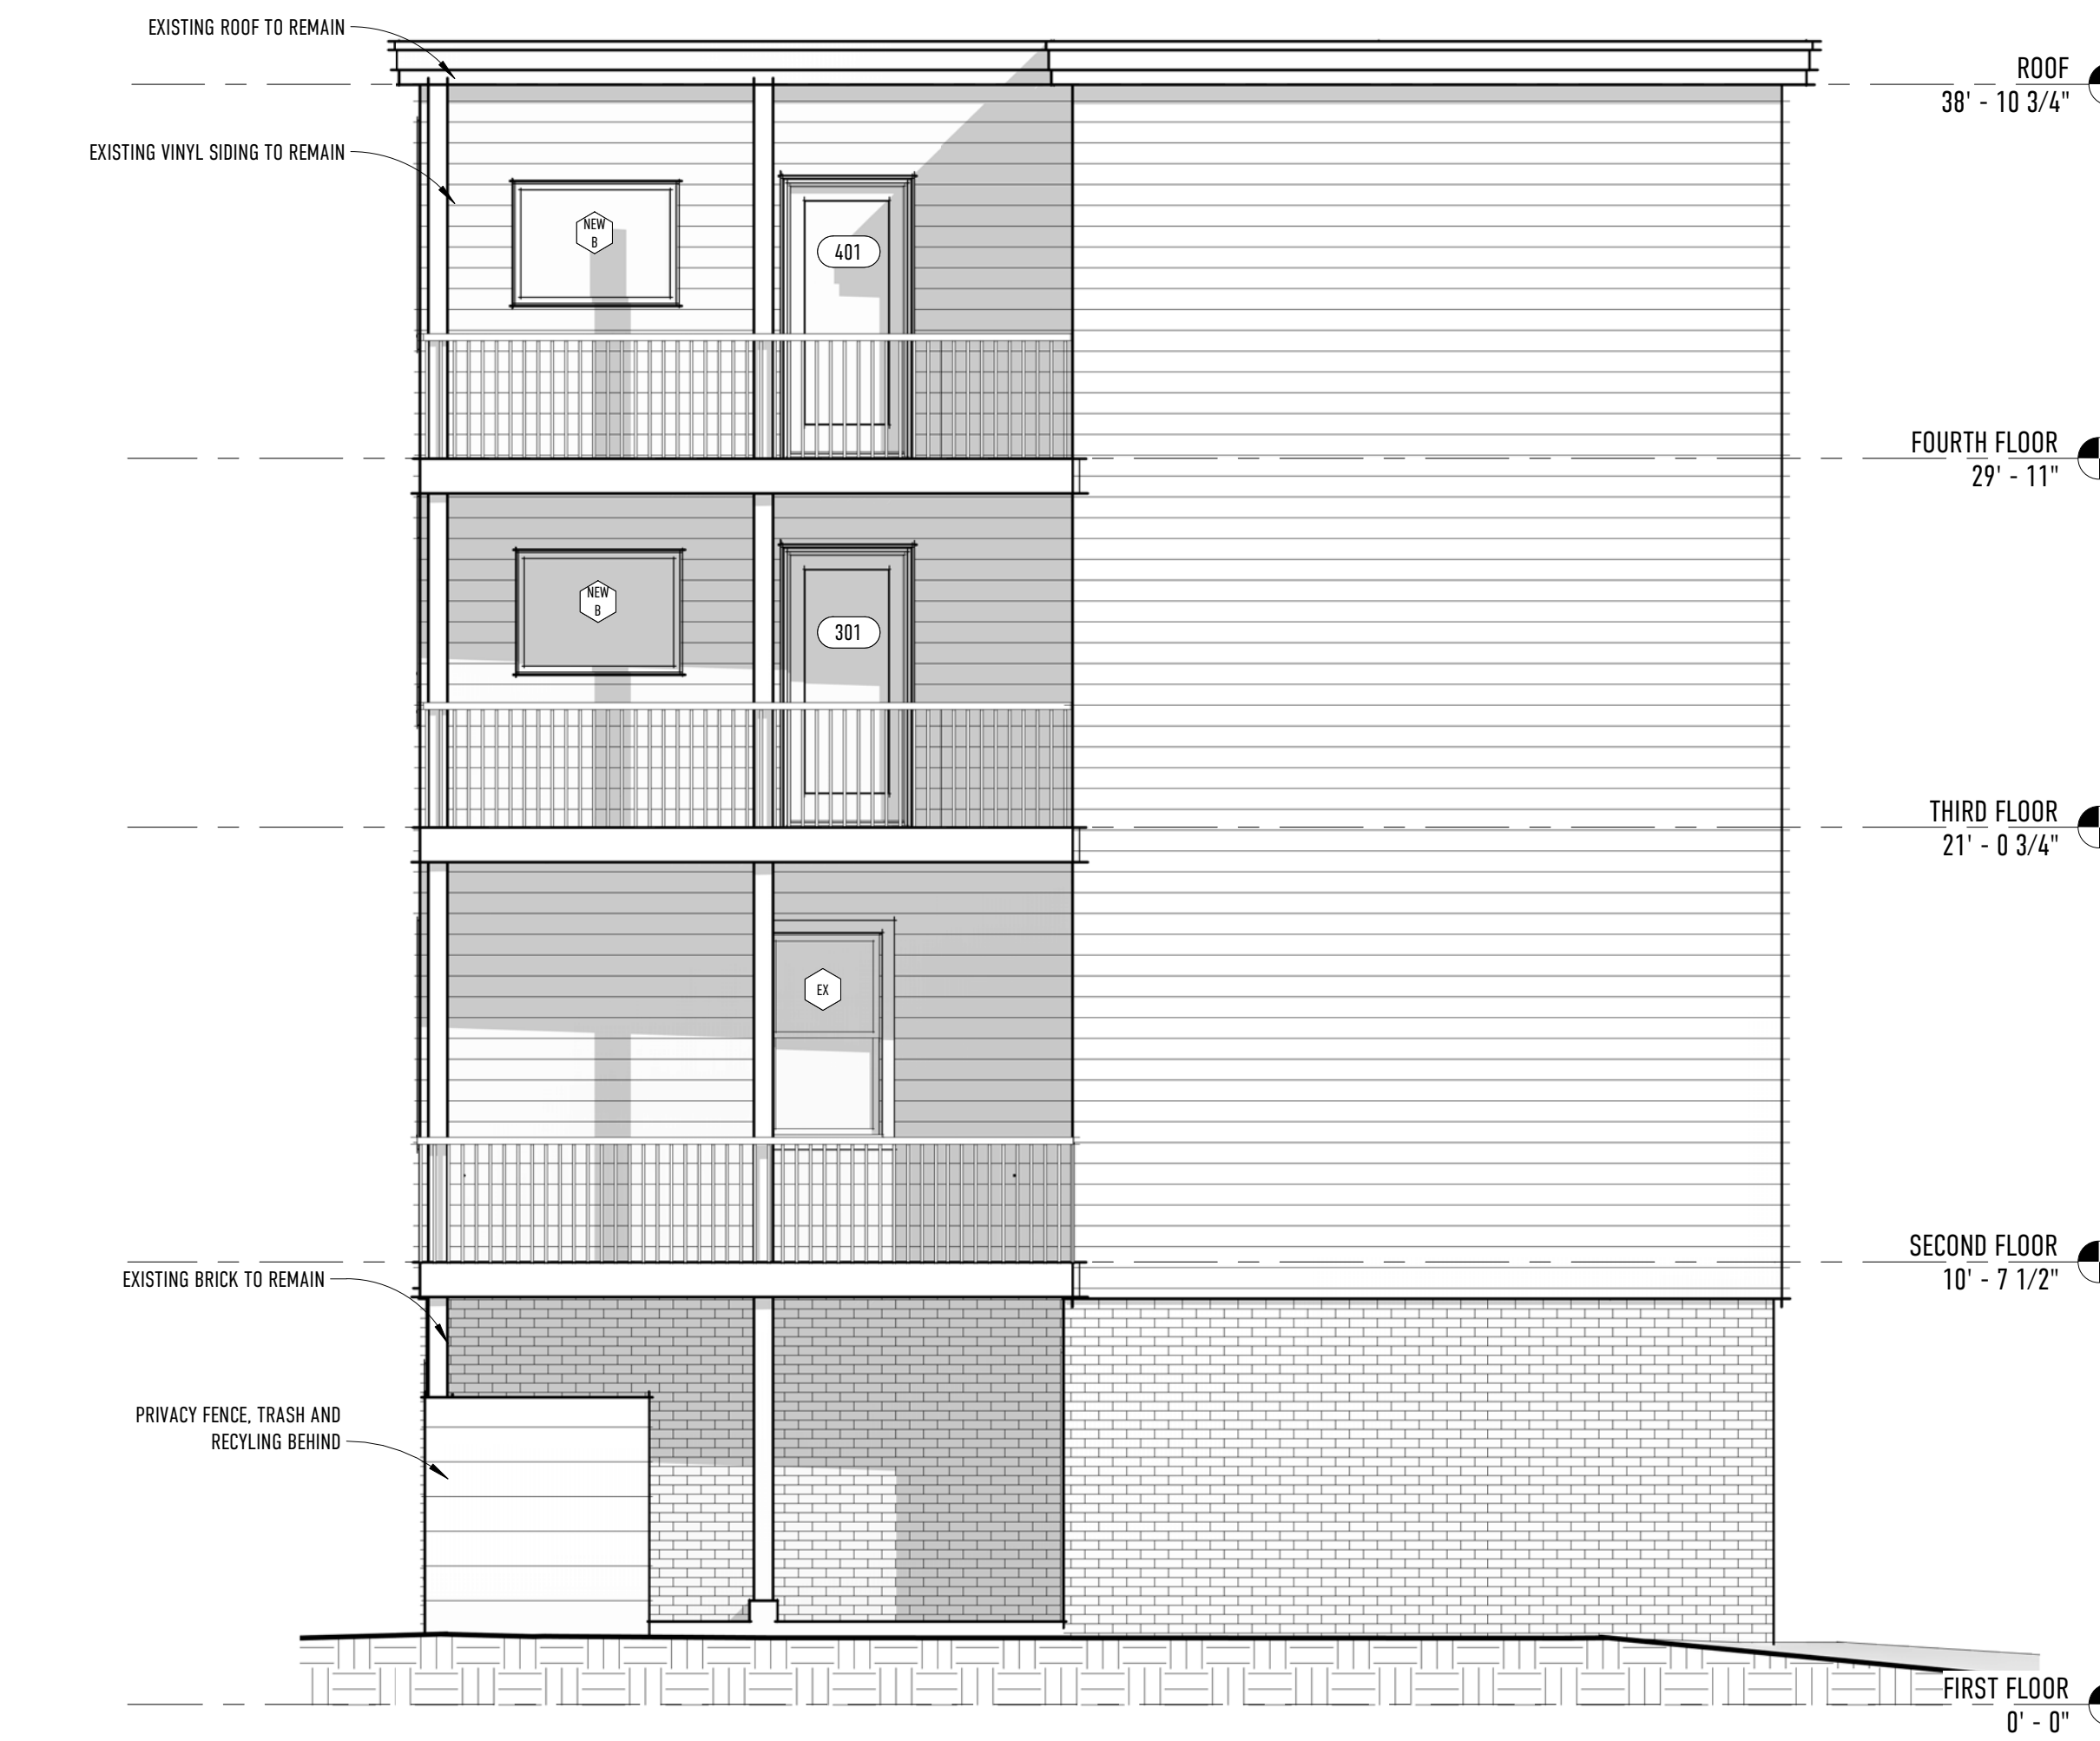 EXISTING ROOF TO REMAIN
ROOF
38' - 10 3/4"
EXISTING VINYL SIDING TO REMAIN
NEW
B
401
FOURTH FLOOR
29' - 11"
NEW
B
301
THIRD FLOOR
21' - 0 3/4"
EX
SECOND FLOOR
10' - 7 1/2"
EXISTING BRICK TO REMAIN
PRIVACY FENCE, TRASH AND
RECYLING BEHIND
FIRST FLOOR
0' - 0"